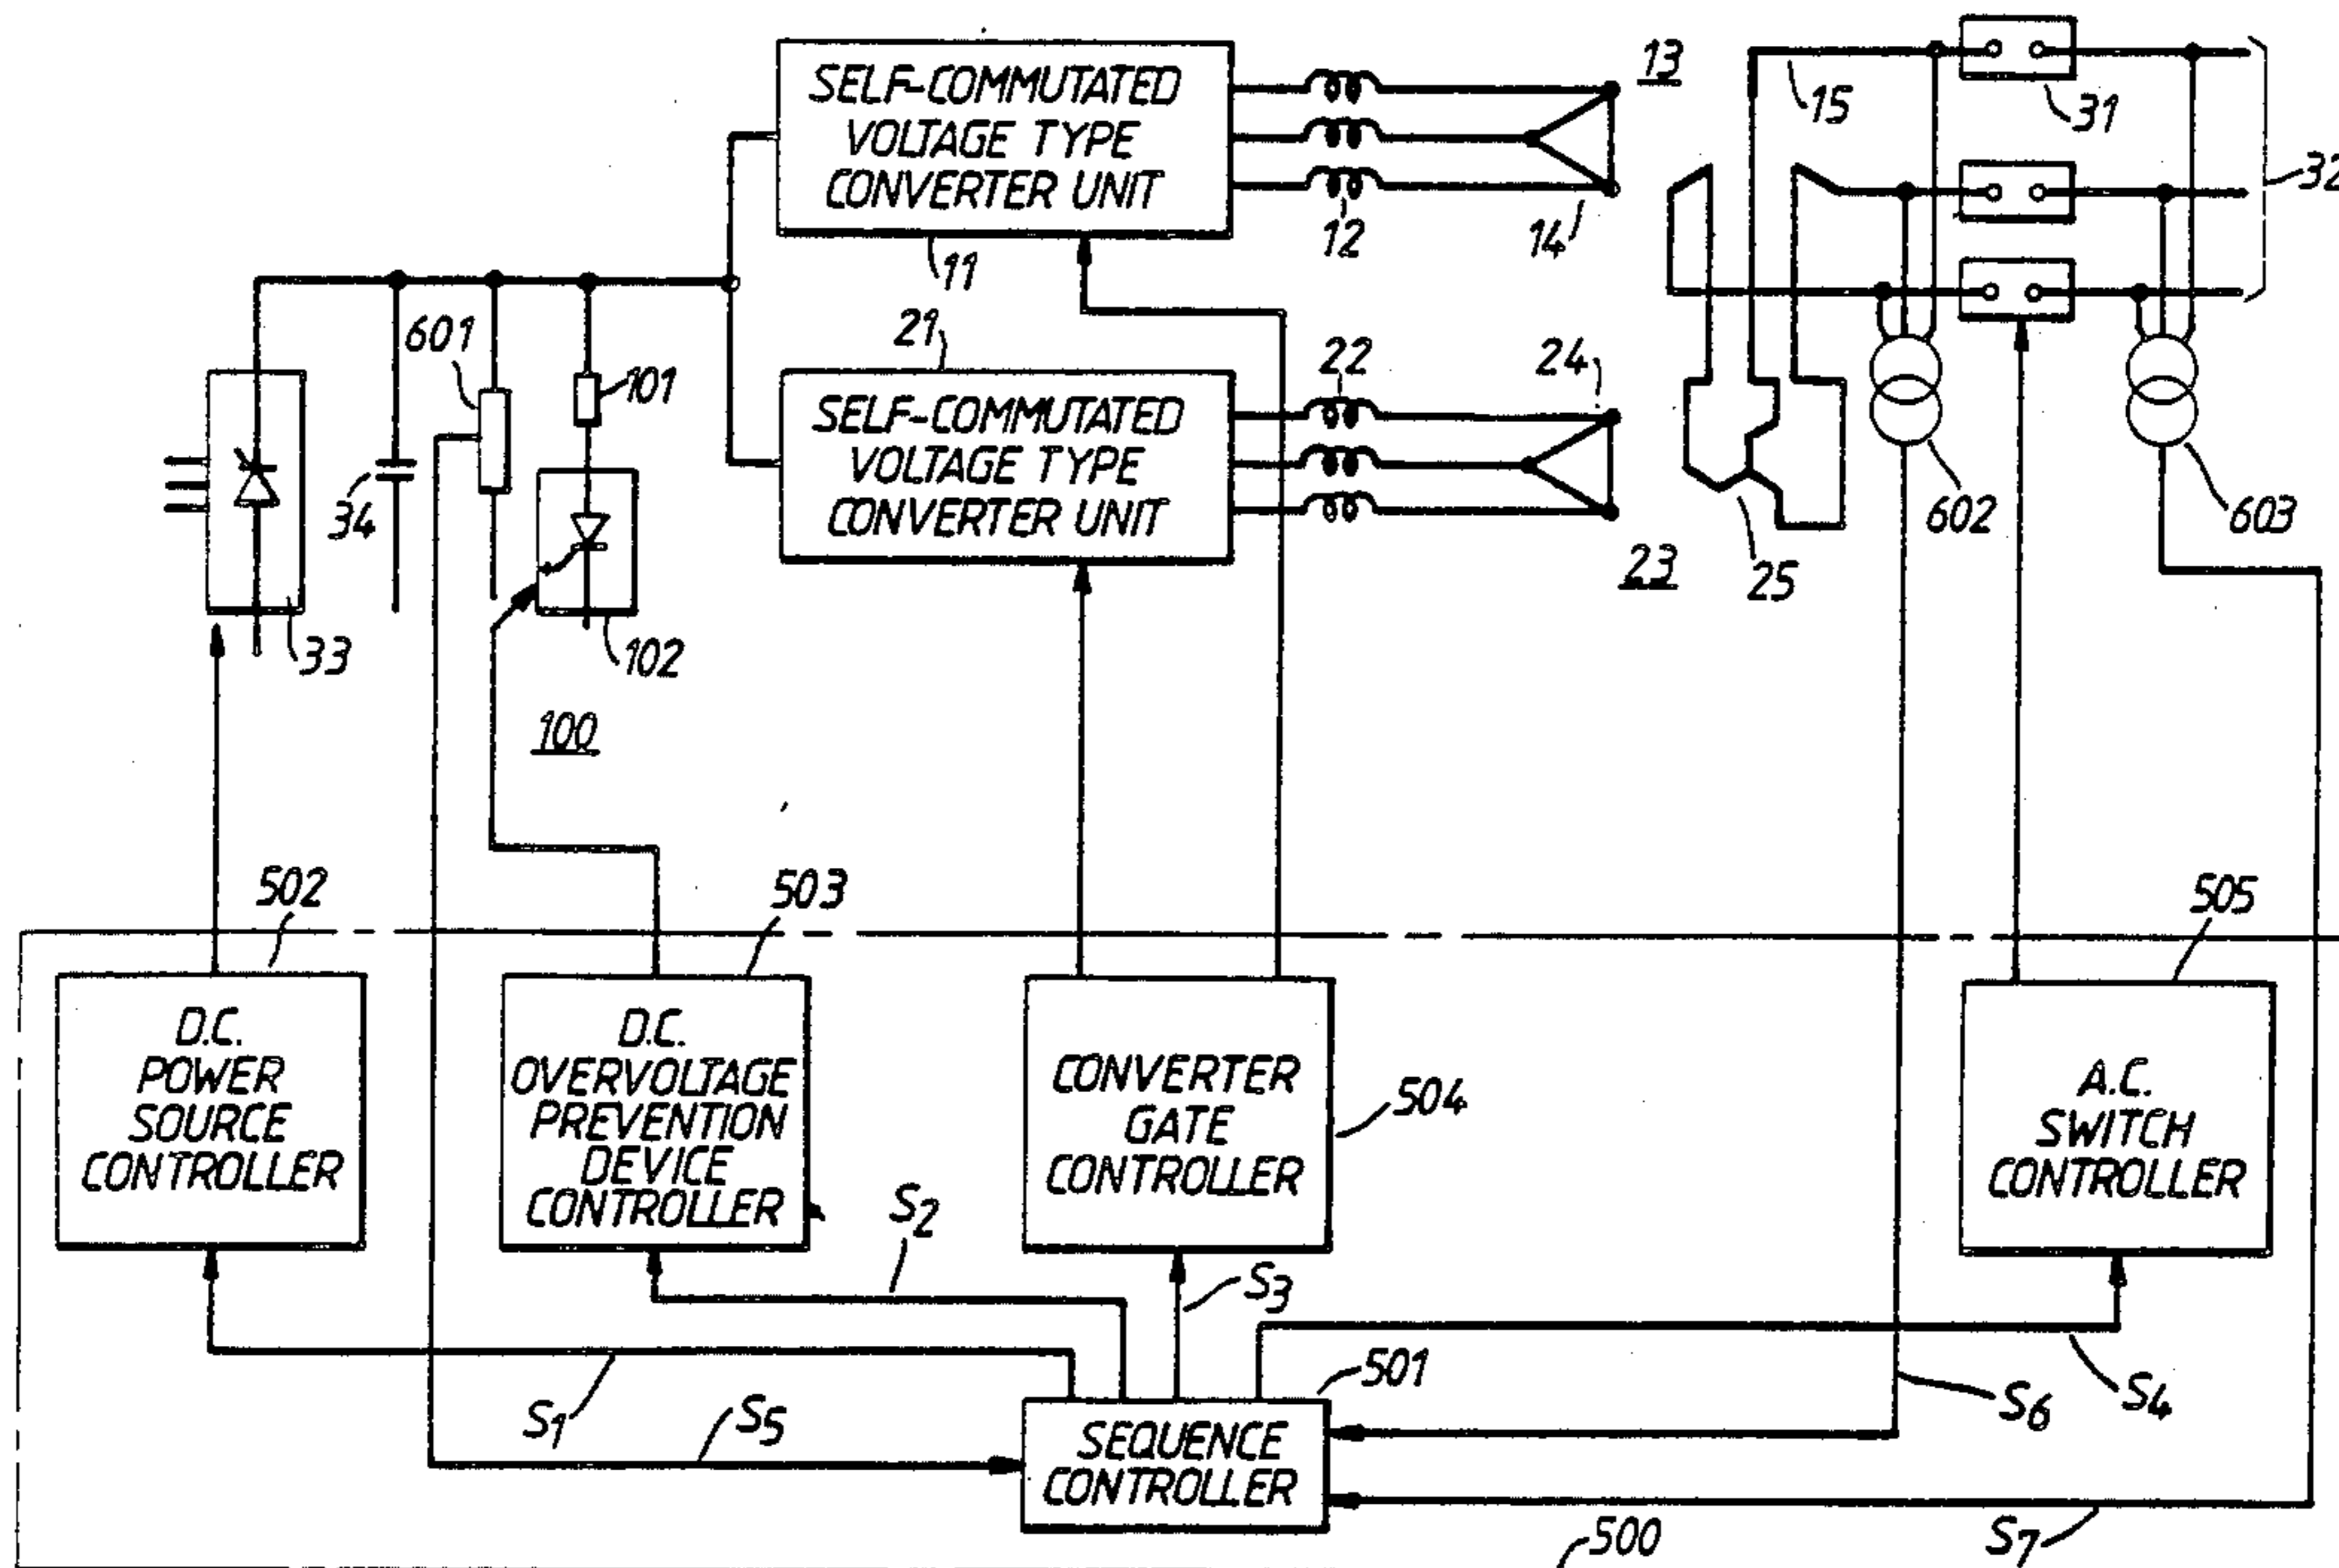 13
SELF-COMMUTATED
VOLTAGE TYPE
CONVERTER UNIT
15
31
32
12
14
11
601
101
21
22
24
SELF-COMMUTATED
VOLTAGE TYPE
CONVERTER UNIT
34
602
603
25
23
33
102
100
502
503
505
D.C.
POWER
SOURCE
CONTROLLER
D.C.
OVERVOLTAGE
PREVENTION
DEVICE
CONTROLLER
CONVERTER
GATE
CONTROLLER
504
A.C.
SWITCH
CONTROLLER
S2
S3
501
S1
S5
S6
S4
SEQUENCE
CONTROLLER
500
S7